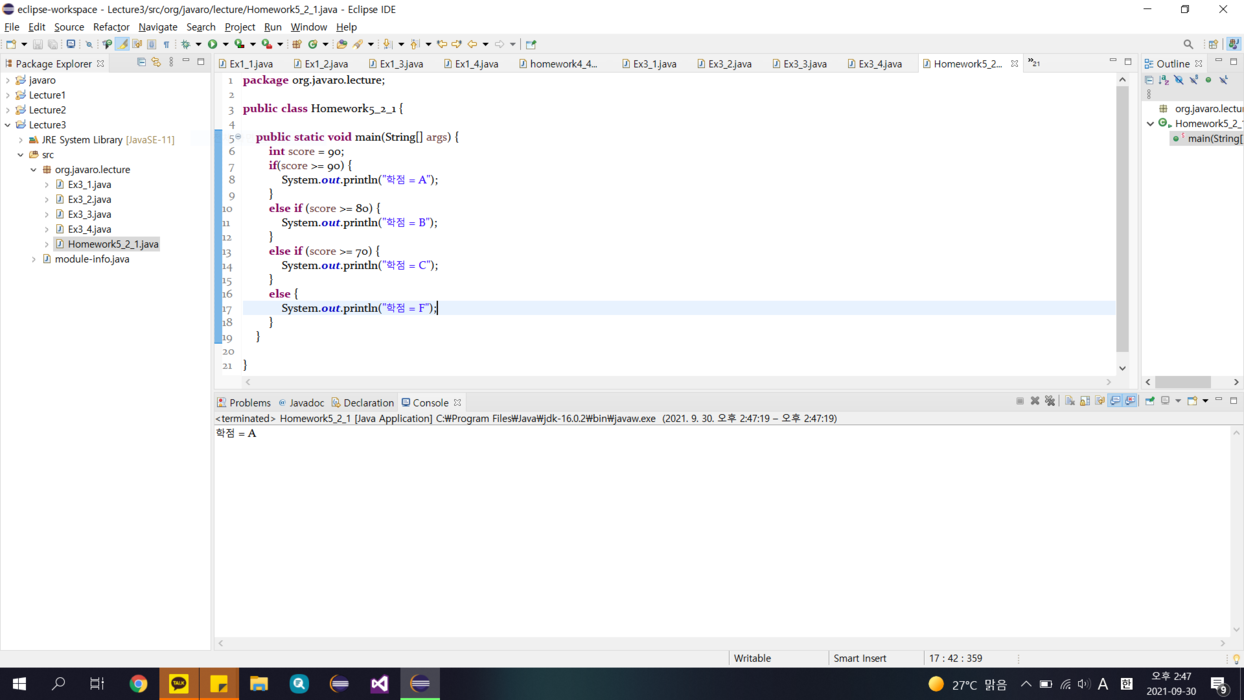 eclipse-workspace - Lecture3/src/org/javaro/lecture/Homework5_2_1.java - Eclipse IDE
File Edit Source Refactor Navigate Search Project Run Window Help
Package Explorer
Ex1_1.java Ex1_2.java Ex1_3.java Ex1_4.java homework4_4... Ex3_1.java Ex3_2.java Ex3_3.java Ex3_4.java Homework5_2... »21
Outline
javaro
Lecture1
Lecture2
Lecture3
JRE System Library [JavaSE-11]
src
org.javaro.lecture
Ex3_1.java
Ex3_2.java
Ex3_3.java
Ex3_4.java
Homework5_2_1.java
module-info.java
1 package org.javaro.lecture;
2
3 public class Homework5_2_1 {
4
5 public static void main(String[] args) {
6 int score = 90;
7 if(score >= 90) {
8 System.out.println("학점 = A");
9 }
10 else if (score >= 80) {
11 System.out.println("학점 = B");
12 }
13 else if (score >= 70) {
14 System.out.println("학점 = C");
15 }
16 else {
17 System.out.println("학점 = F");
18 }
19 }
20
21 }
org.javaro.lectur
Homework5_2_1
main(String[
Problems Javadoc Declaration Console
<terminated> Homework5_2_1 [Java Application] C:₩Program Files₩Java₩jdk-16.0.2₩bin₩javaw.exe (2021. 9. 30. 오후 2:47:19 – 오후 2:47:19)
학점 = A
Writable Smart Insert 17 : 42 : 359
TALK
27°C 맑음 A 한 오후 2:47
2021-09-30 9